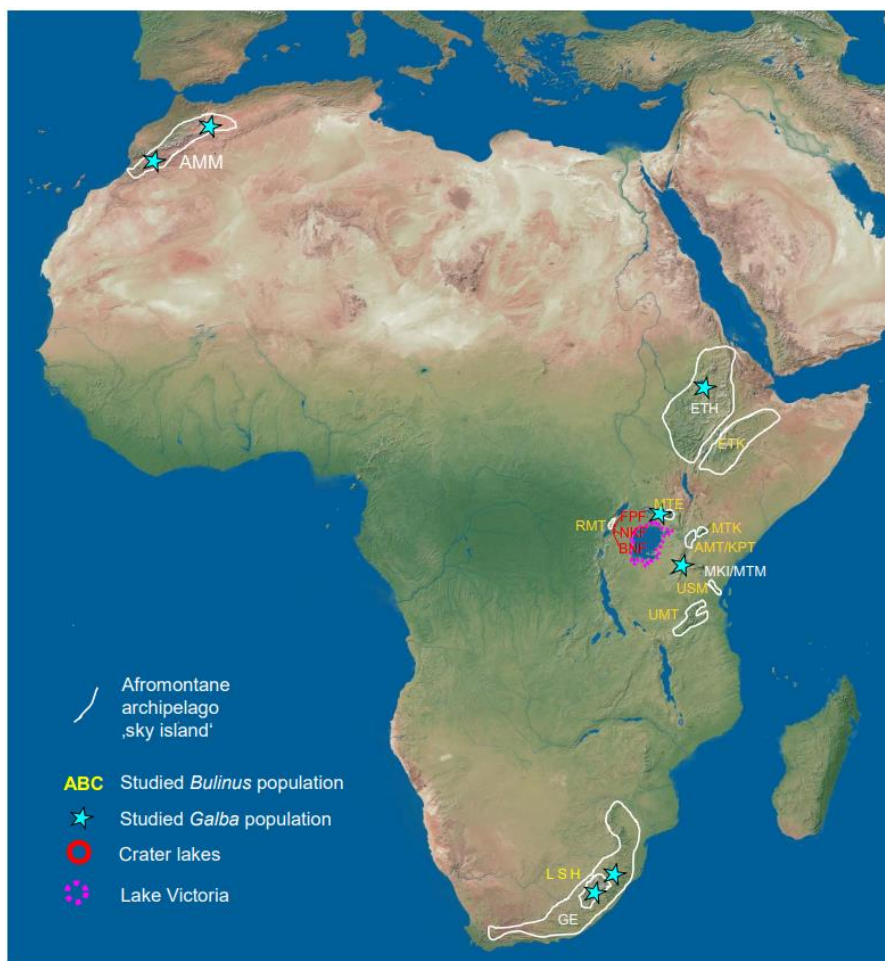 AMM
ETH
ETK
MTE
FPF
RMT
NKF
MTK
BNF
AMT/KPT
MKI/MTM
USM
UMT
Afromontane
archipelago
‚sky island‘
ABC Studied Bulinus population
Studied Galba population
Crater lakes
Lake Victoria
L S H
GE